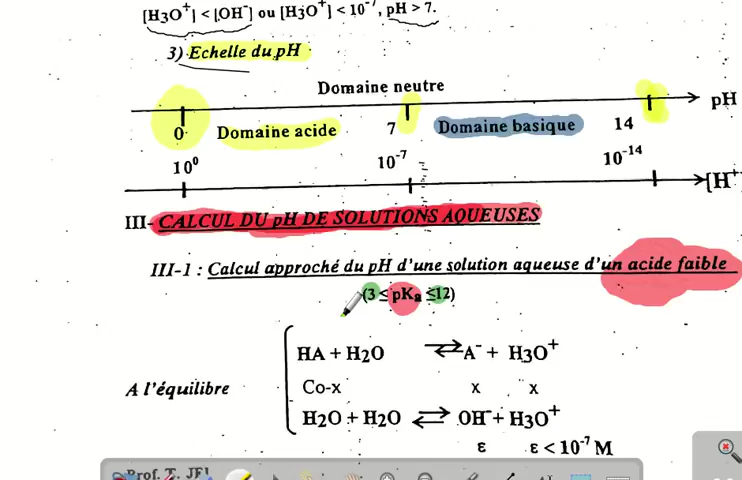 [H3O+] < [OH-] ou [H3O+] < 10-7, pH > 7.
3) Echelle du pH
Domaine neutre
pH
0 Domaine acide 7 Domaine basique 14
10^0 10^-7 10^-14
[H+
III- CALCUL DU pH DE SOLUTIONS AQUEUSES
III-1 : Calcul approché du pH d'une solution aqueuse d'un acide faible
(3 ≤ pKa ≤ 12)
HA + H2O ⇌ A- + H3O+
A l'équilibre Co-x x x
H2O + H2O ⇌ OH- + H3O+
ε ε < 10^-7 M
Prof. T.